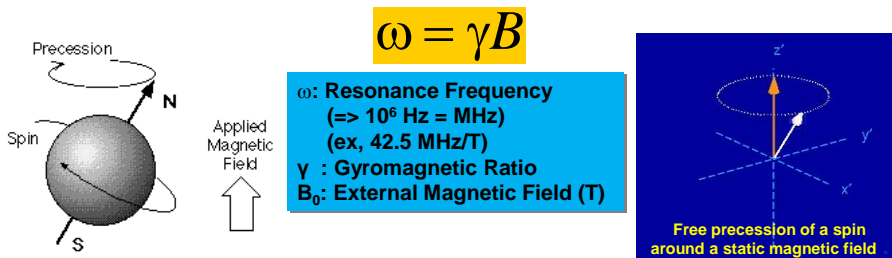 Precession
N
Spin
S
Applied
Magnetic
Field
ω = γB
ω: Resonance Frequency
(=> 10⁶ Hz = MHz)
(ex, 42.5 MHz/T)
γ : Gyromagnetic Ratio
B₀: External Magnetic Field (T)
z'
y'
x'
Free precession of a spin
around a static magnetic field